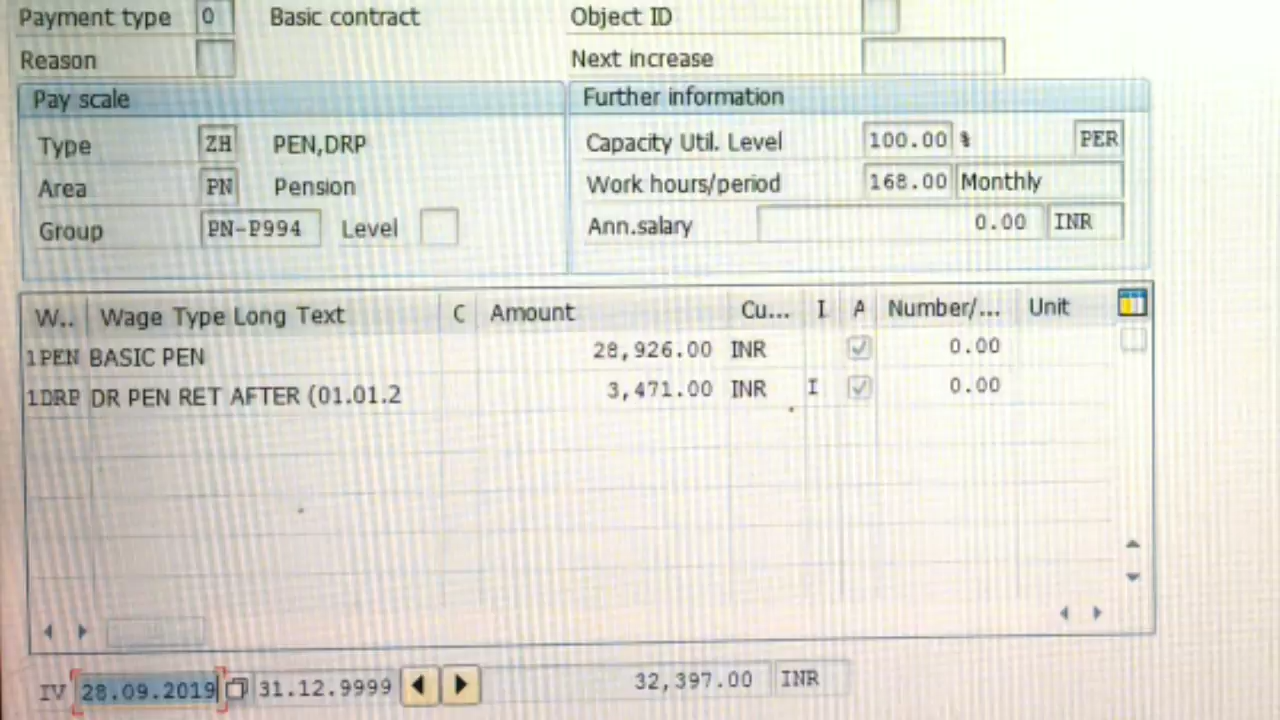 Payment type 0 Basic contract Object ID
Reason Next increase
Pay scale Further information
Type ZH PEN,DRP Capacity Util. Level 100.00 % PER
Area PN Pension Work hours/period 168.00 Monthly
Group PN-P994 Level Ann.salary 0.00 INR
W.. Wage Type Long Text C Amount Cu... I A Number/... Unit
1PEN BASIC PEN 28,926.00 INR 0.00
1DRP DR PEN RET AFTER (01.01.2 3,471.00 INR I 0.00
IV 28.09.2019 31.12.9999 32,397.00 INR